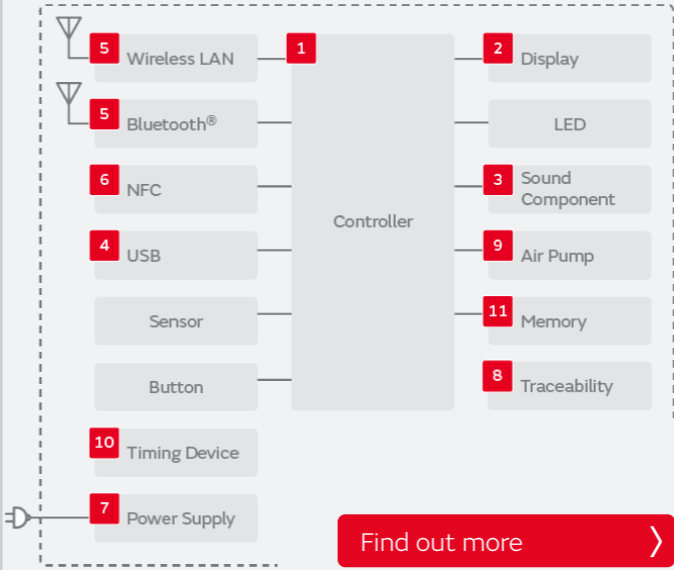 5 Wireless LAN
5 Bluetooth®
6 NFC
4 USB
Sensor
Button
10 Timing Device
7 Power Supply
1
Controller
2 Display
LED
3 Sound
Component
9 Air Pump
11 Memory
8 Traceability
Find out more